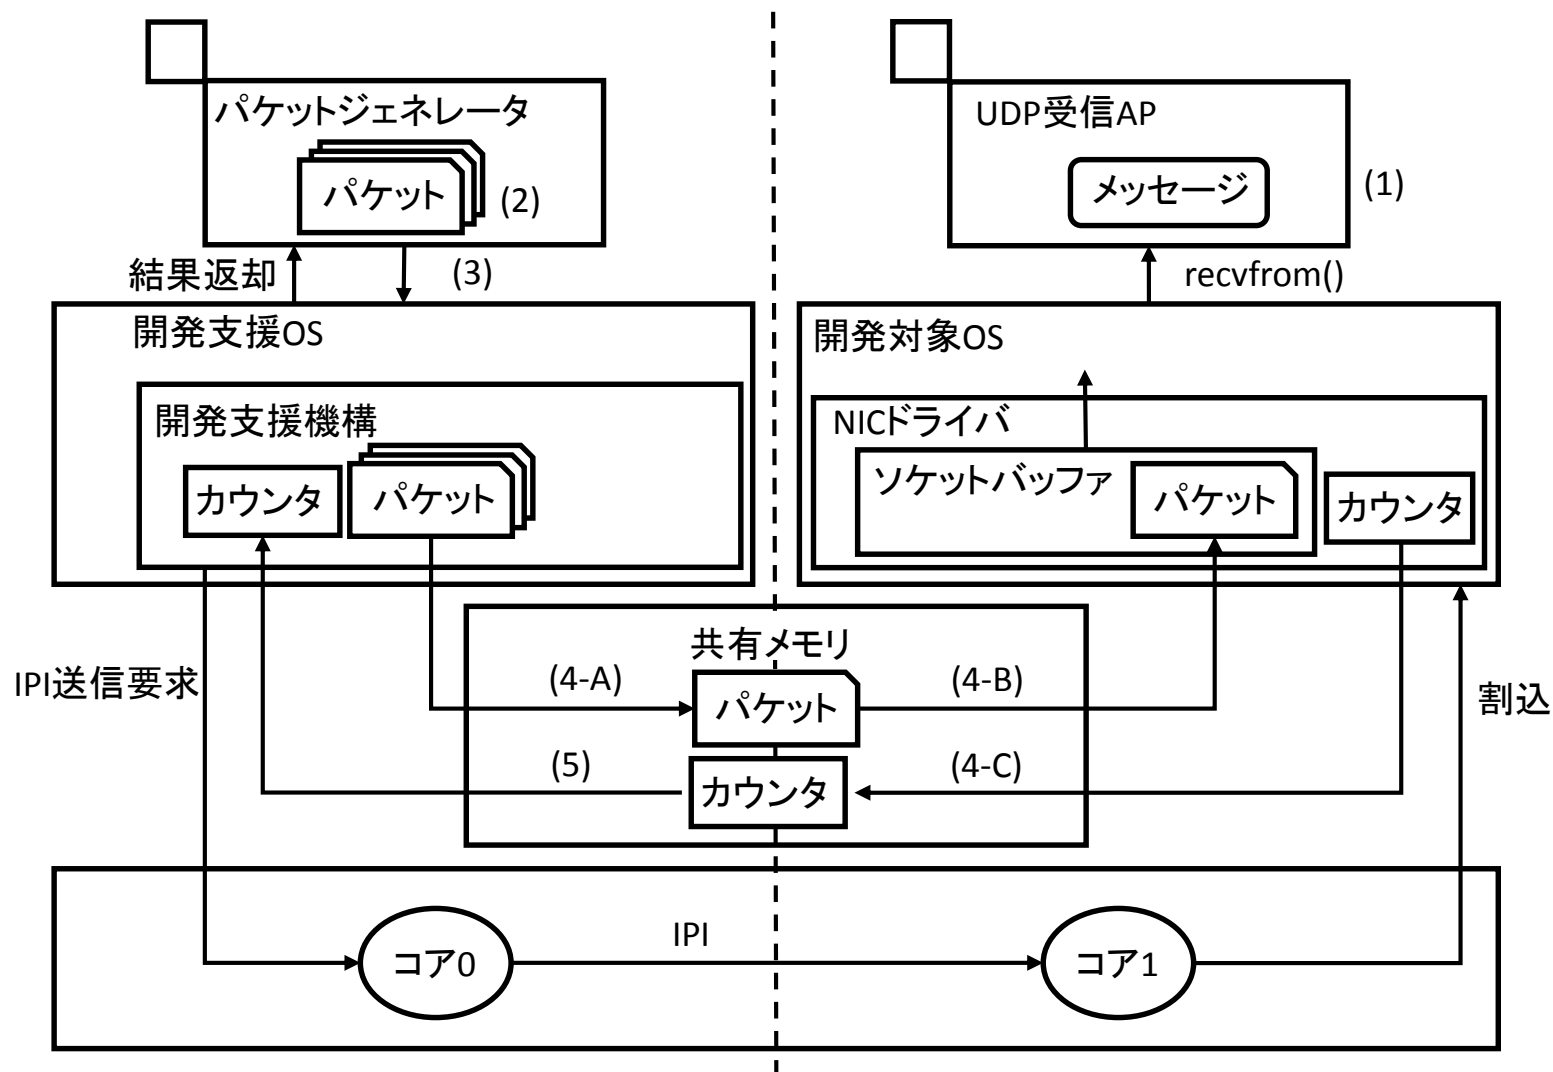 パケットジェネレータ
パケット
(2)
UDP受信AP
メッセージ
(1)
結果返却
(3)
recvfrom()
開発支援OS
開発支援機構
カウンタ
パケット
開発対象OS
NICドライバ
ソケットバッファ
パケット
カウンタ
共有メモリ
IPI送信要求
(4-A)
パケット
(4-B)
割込
(5)
カウンタ
(4-C)
IPI
コア0
コア1